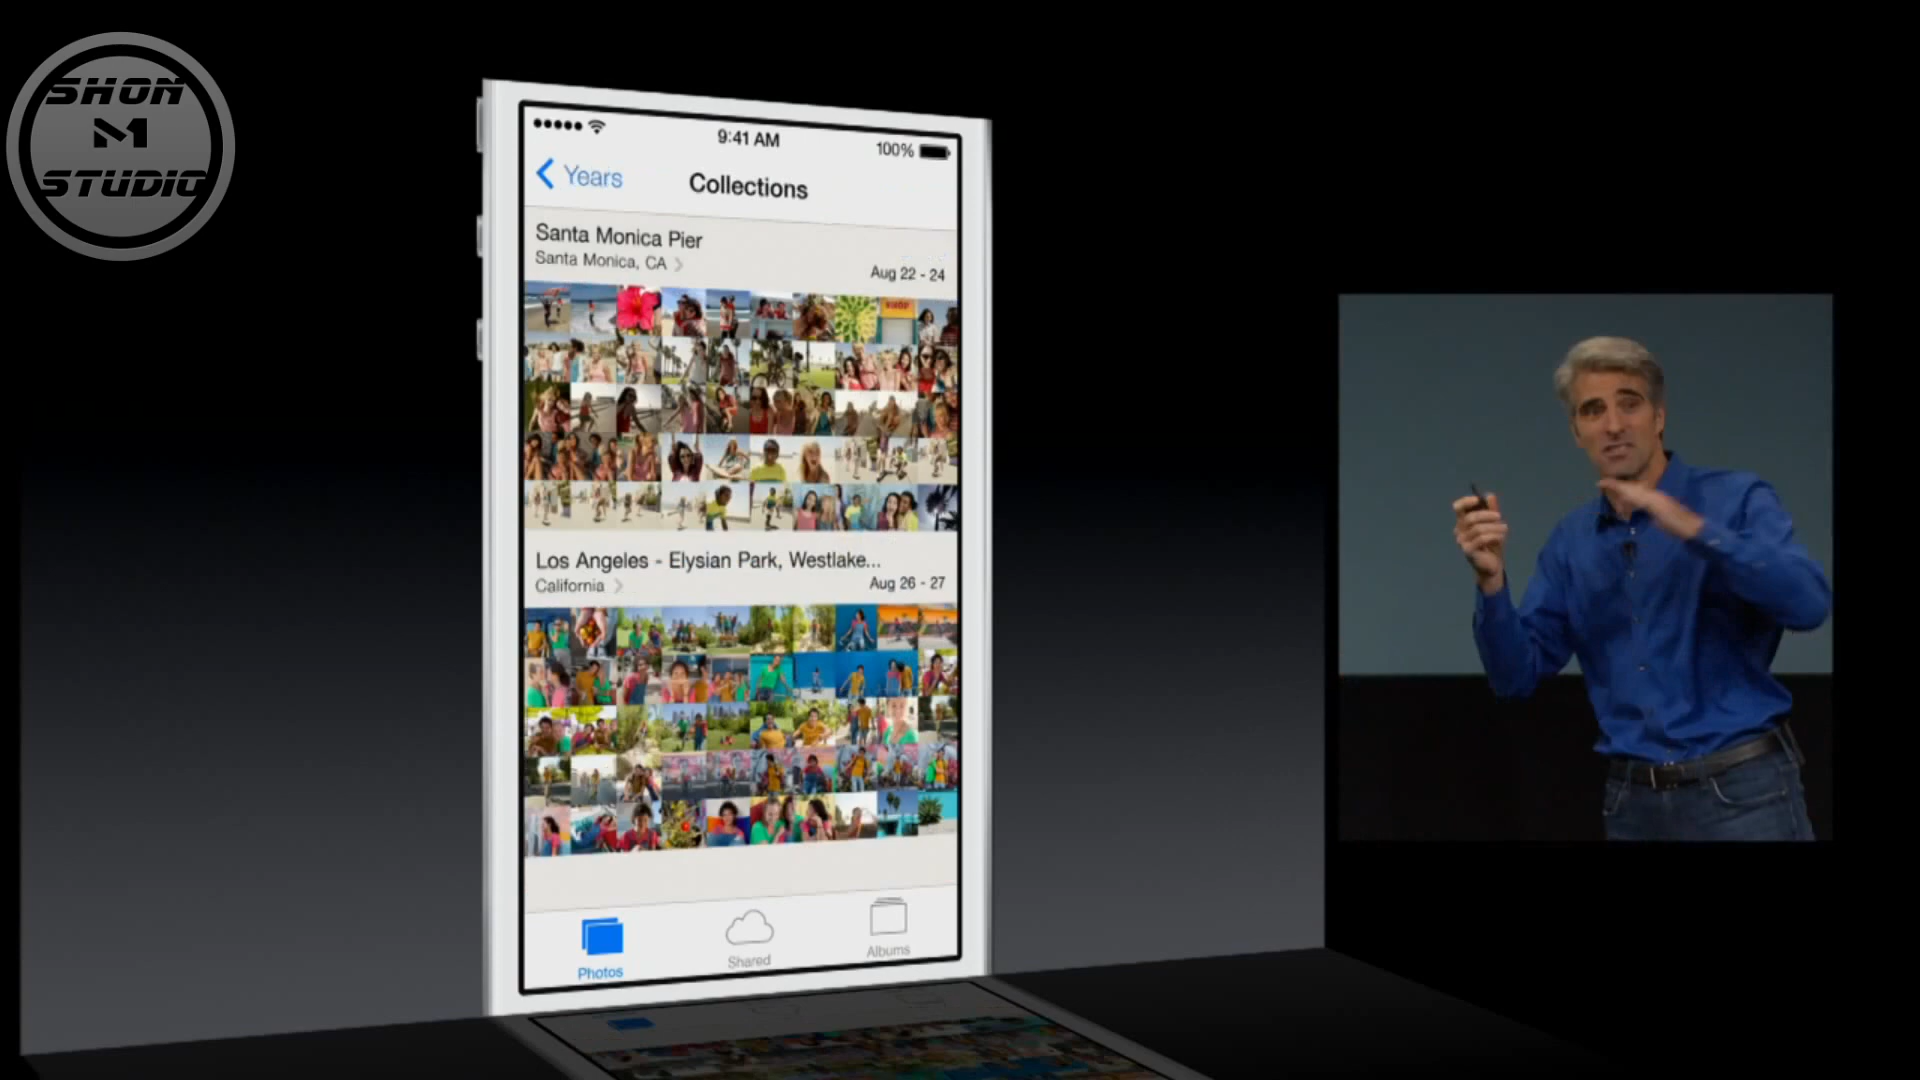 SHON
M
STUDIO
9:41 AM
100%
Years
Collections
Santa Monica Pier
Santa Monica, CA
Aug 22 - 24
SHOP
Los Angeles - Elysian Park, Westlake...
California
Aug 26 - 27
Photos
Shared
Albums